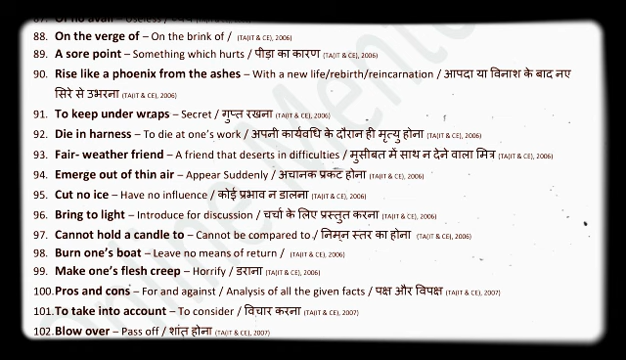 87. Of no avail – Useless /
88. On the verge of – On the brink of / (TA(IT & CE), 2006)
89. A sore point – Something which hurts / पीड़ा का कारण (TA(IT & CE), 2006)
90. Rise like a phoenix from the ashes – With a new life/rebirth/reincarnation / आपदा या विनाश के बाद नए
सिरे से उभरना (TA(IT & CE), 2006)
91. To keep under wraps – Secret / गुप्त रखना (TA(IT & CE), 2006)
92. Die in harness – To die at one's work / अपनी कार्यवधि के दौरान ही मृत्यु होना (TA(IT & CE), 2006)
93. Fair- weather friend – A friend that deserts in difficulties / मुसीबत में साथ न देने वाला मित्र (TA(IT & CE), 2006)
94. Emerge out of thin air – Appear Suddenly / अचानक प्रकट होना (TA(IT & CE), 2006)
95. Cut no ice – Have no influence / कोई प्रभाव न डालना (TA(IT & CE), 2006)
96. Bring to light – Introduce for discussion / चर्चा के लिए प्रस्तुत करना (TA(IT & CE), 2006)
97. Cannot hold a candle to – Cannot be compared to / निम्न स्तर का होना (TA(IT & CE), 2006)
98. Burn one's boat – Leave no means of return / (TA(IT & CE), 2006)
99. Make one's flesh creep – Horrify / डराना (TA(IT & CE), 2006)
100. Pros and cons – For and against / Analysis of all the given facts / पक्ष और विपक्ष (TA(IT & CE), 2007)
101. To take into account – To consider / विचार करना (TA(IT & CE), 2007)
102. Blow over – Pass off / शांत होना (TA(IT & CE), 2007)